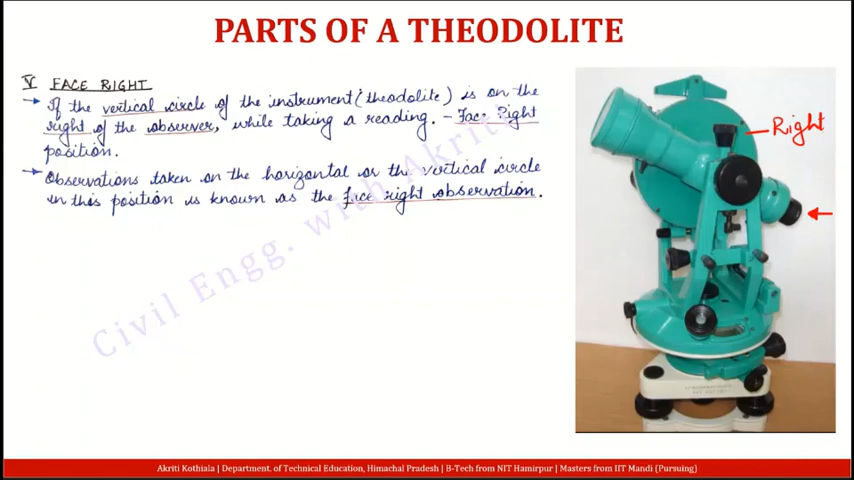 PARTS OF A THEODOLITE
V FACE RIGHT
If the vertical circle of the instrument (theodolite) is on the
right of the observer, while taking a reading. - Face Right
position.
Observations taken on the horizontal or the vertical circle
in this position is known as the face right observation.
Right
Civil Engg. with Akriti
Akriti Kothiala | Department. of Technical Education, Himachal Pradesh | B-Tech from NIT Hamirpur | Masters from IIT Mandi (Pursuing)